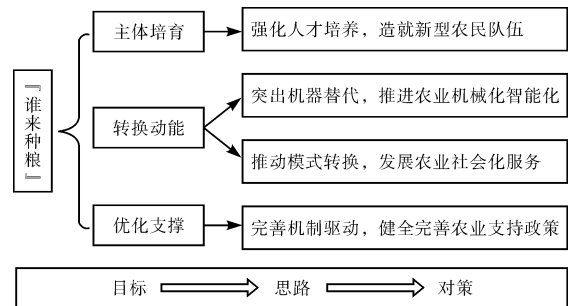 『谁来种粮』
主体培育
强化人才培养，造就新型农民队伍
转换动能
突出机器替代，推进农业机械化智能化
推动模式转换，发展农业社会化服务
优化支撑
完善机制驱动，健全完善农业支持政策
目标 思路 对策